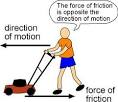 The force of friction
is opposite the
direction of motion
direction
of motion
force of
friction